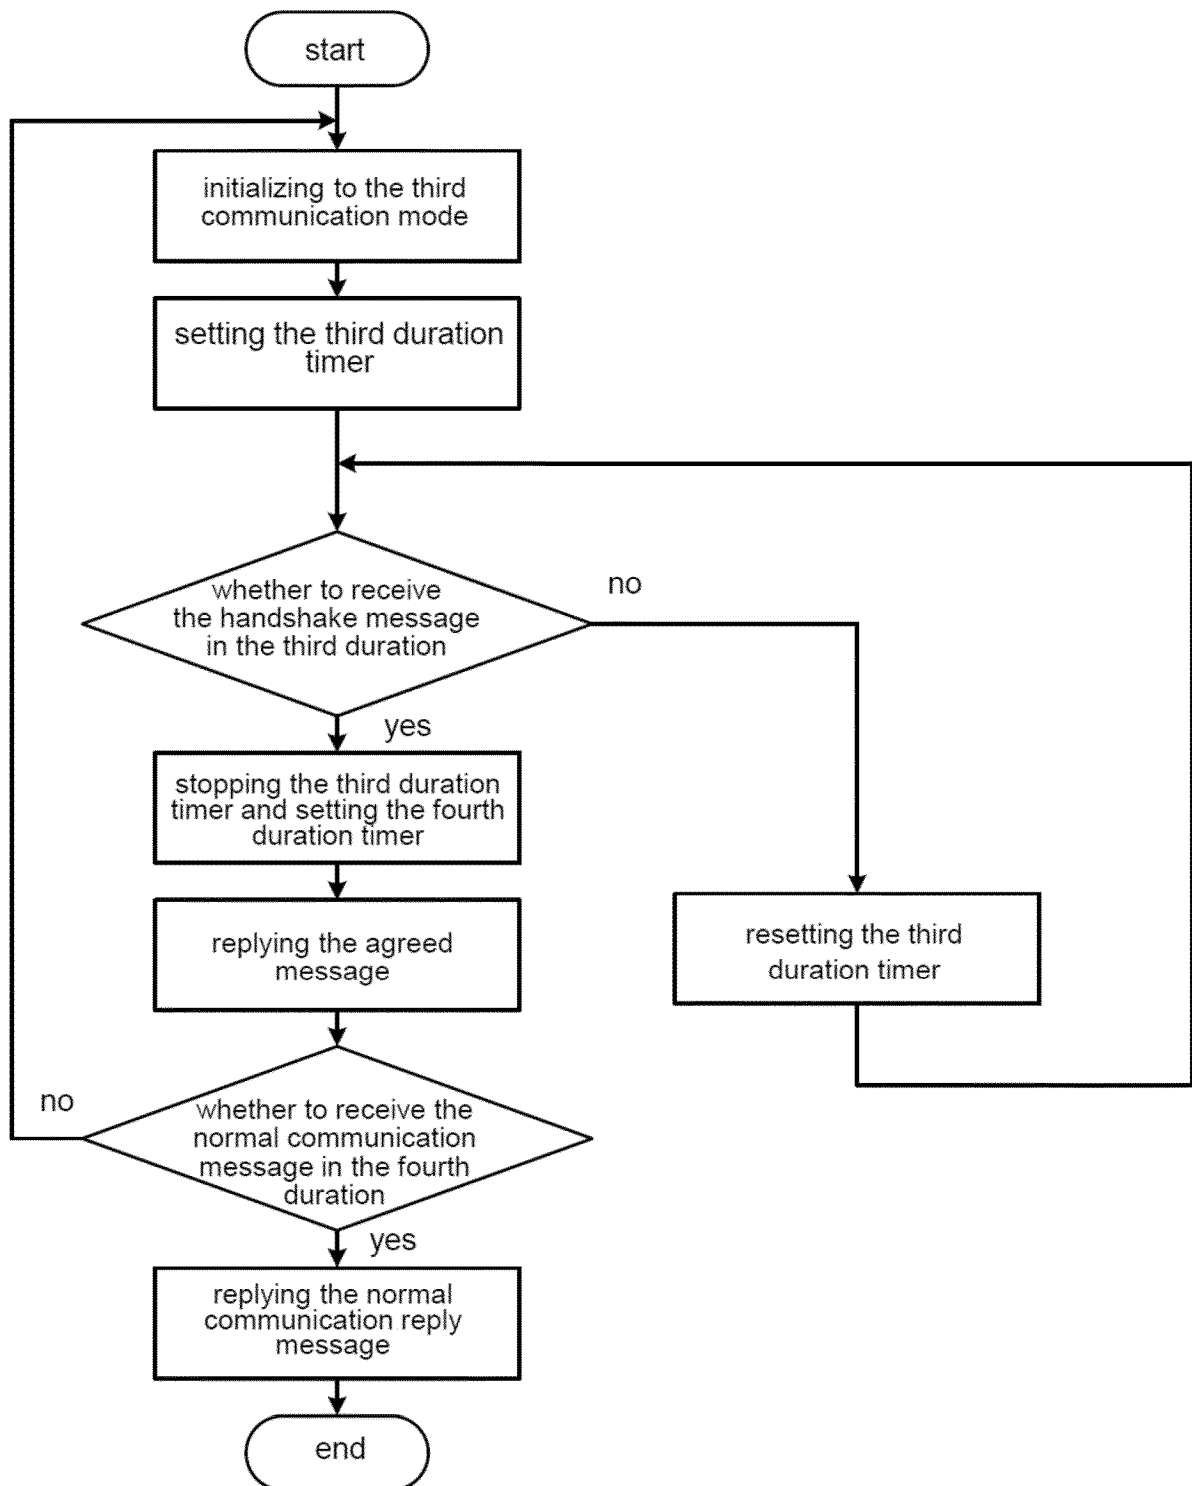 start
initializing to the third
communication mode
setting the third duration
timer
whether to receive
the handshake message
in the third duration
no
yes
stopping the third duration
timer and setting the fourth
duration timer
replying the agreed
message
resetting the third
duration timer
no
whether to receive the
normal communication
message in the fourth
duration
yes
replying the normal
communication reply
message
end